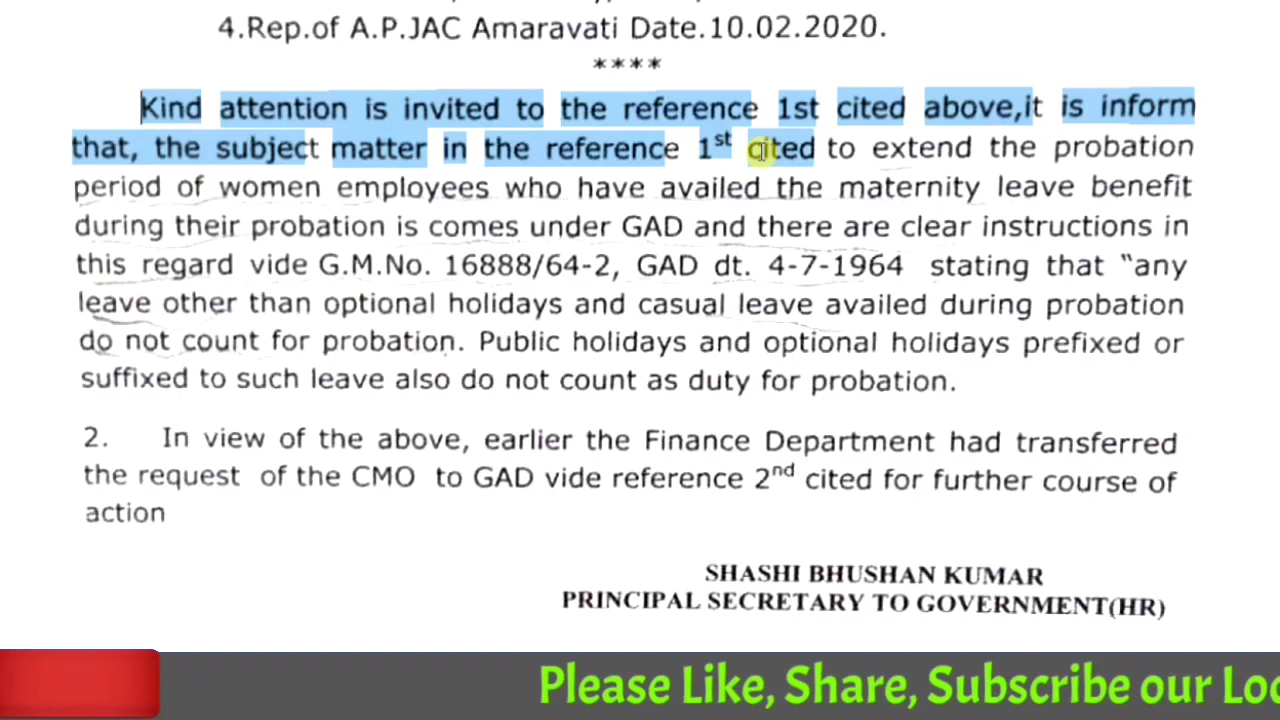 4.Rep.of A.P.JAC Amaravati Date.10.02.2020.
****
Kind attention is invited to the reference 1st cited above,it is inform
that, the subject matter in the reference 1st cited to extend the probation
period of women employees who have availed the maternity leave benefit
during their probation is comes under GAD and there are clear instructions in
this regard vide G.M.No. 16888/64-2, GAD dt. 4-7-1964 stating that “any
leave other than optional holidays and casual leave availed during probation
do not count for probation. Public holidays and optional holidays prefixed or
suffixed to such leave also do not count as duty for probation.
2. In view of the above, earlier the Finance Department had transferred
the request of the CMO to GAD vide reference 2nd cited for further course of
action
SHASHI BHUSHAN KUMAR
PRINCIPAL SECRETARY TO GOVERNMENT(HR)
Please Like, Share, Subscribe our Loc